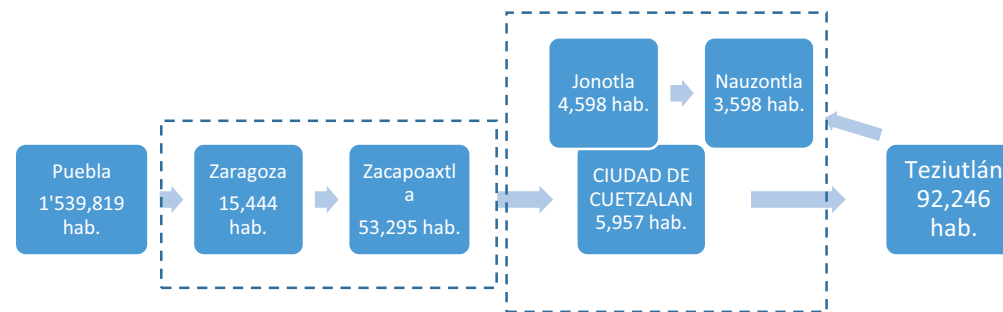 Jonotla
4,598 hab.
Nauzontla
3,598 hab.
Puebla
1'539,819
hab.
Zaragoza
15,444
hab.
Zacapoaxtl
a
53,295 hab.
CIUDAD DE
CUETZALAN
5,957 hab.
Teziutlán
92,246
hab.